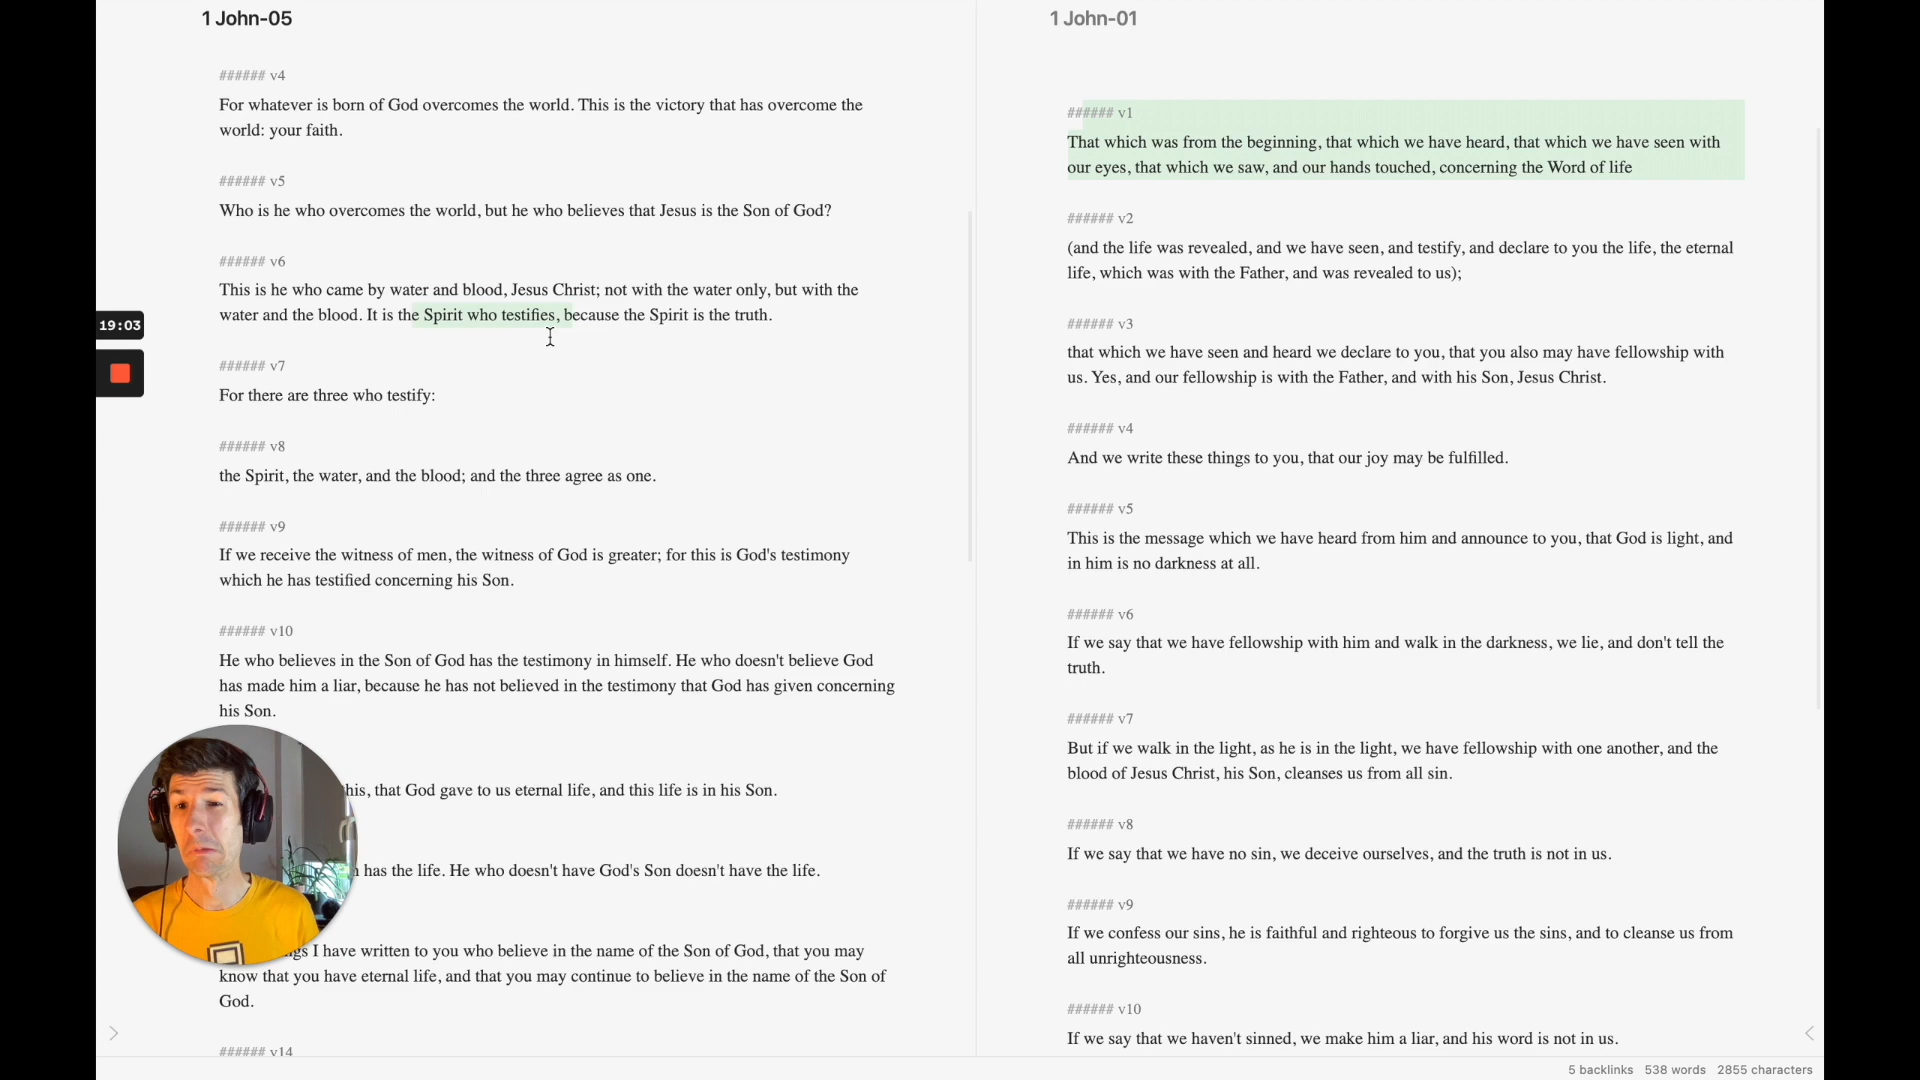 1 John-05
###### v4
For whatever is born of God overcomes the world. This is the victory that has overcome the
world: your faith.
###### v5
Who is he who overcomes the world, but he who believes that Jesus is the Son of God?
###### v6
This is he who came by water and blood, Jesus Christ; not with the water only, but with the
water and the blood. It is the Spirit who testifies, because the Spirit is the truth.
19:03
###### v7
For there are three who testify:
###### v8
the Spirit, the water, and the blood; and the three agree as one.
###### v9
If we receive the witness of men, the witness of God is greater; for this is God's testimony
which he has testified concerning his Son.
###### v10
He who believes in the Son of God has the testimony in himself. He who doesn't believe God
has made him a liar, because he has not believed in the testimony that God has given concerning
his Son.
that God gave to us eternal life, and this life is in his Son.
has the life. He who doesn't have God's Son doesn't have the life.
I have written to you who believe in the name of the Son of God, that you may
know that you have eternal life, and that you may continue to believe in the name of the Son of
God.
###### v14
1 John-01
###### v1
That which was from the beginning, that which we have heard, that which we have seen with
our eyes, that which we saw, and our hands touched, concerning the Word of life
###### v2
(and the life was revealed, and we have seen, and testify, and declare to you the life, the eternal
life, which was with the Father, and was revealed to us);
###### v3
that which we have seen and heard we declare to you, that you also may have fellowship with
us. Yes, and our fellowship is with the Father, and with his Son, Jesus Christ.
###### v4
And we write these things to you, that our joy may be fulfilled.
###### v5
This is the message which we have heard from him and announce to you, that God is light, and
in him is no darkness at all.
###### v6
If we say that we have fellowship with him and walk in the darkness, we lie, and don't tell the
truth.
###### v7
But if we walk in the light, as he is in the light, we have fellowship with one another, and the
blood of Jesus Christ, his Son, cleanses us from all sin.
###### v8
If we say that we have no sin, we deceive ourselves, and the truth is not in us.
###### v9
If we confess our sins, he is faithful and righteous to forgive us the sins, and to cleanse us from
all unrighteousness.
###### v10
If we say that we haven't sinned, we make him a liar, and his word is not in us.
5 backlinks 538 words 2855 characters